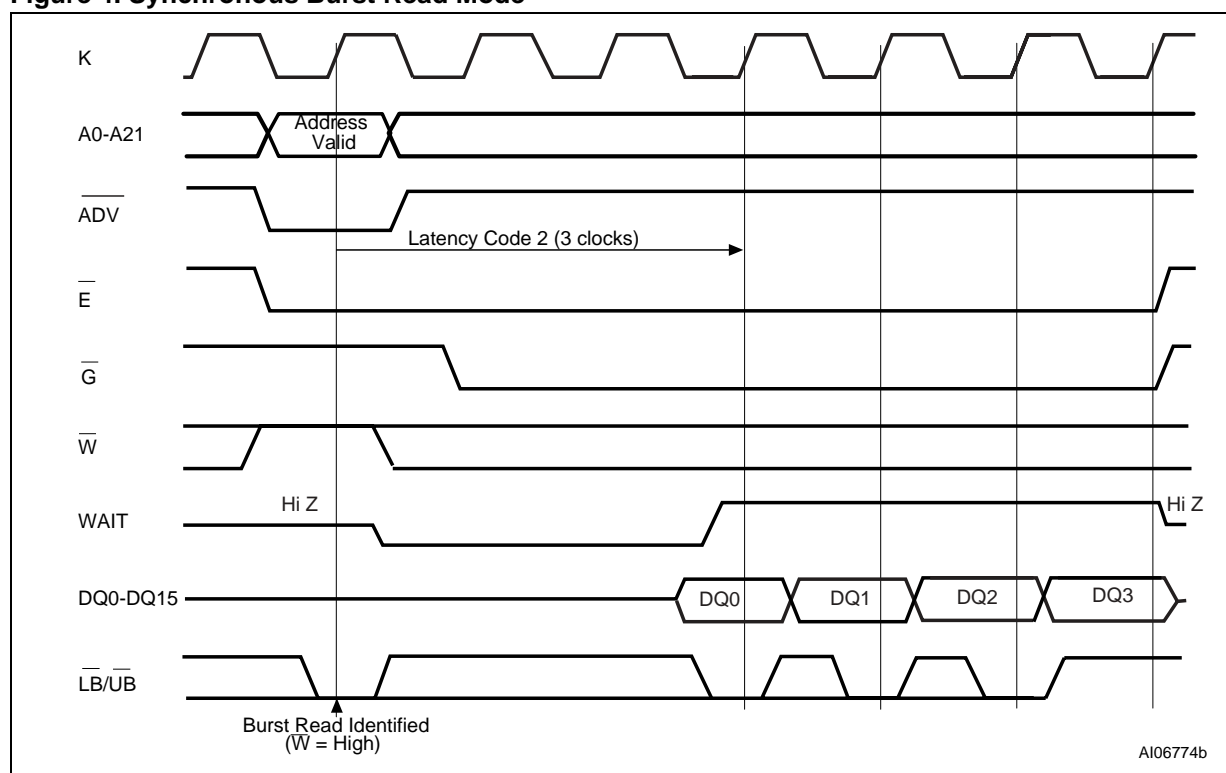 Figure 4. Synchronous Burst Read Mode
K
A0-A21
Address
Valid
ADV
Latency Code 2 (3 clocks)
E
G
W
Hi Z
WAIT
Hi Z
DQ0-DQ15
DQ0
DQ1
DQ2
DQ3
LB/UB
Burst Read Identified
(W = High)
AI06774b